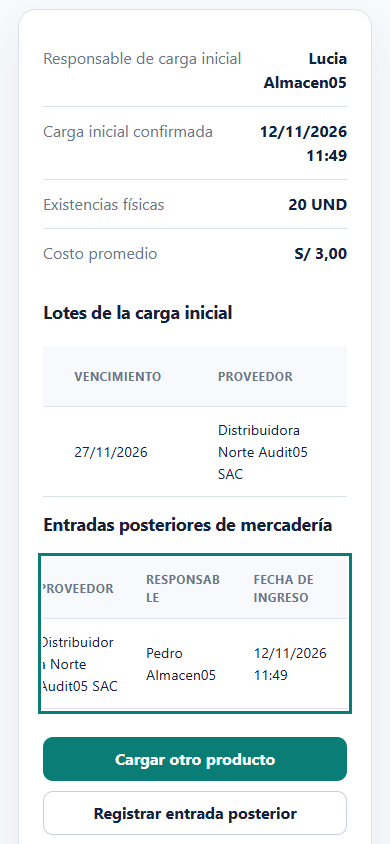 Responsable de carga inicial Lucia
Almacen05
Carga inicial confirmada 12/11/2026
11:49
Existencias físicas 20 UND
Costo promedio S/ 3,00
Lotes de la carga inicial
VENCIMIENTO PROVEEDOR
27/11/2026 Distribuidora
Norte Audit05
SAC
Entradas posteriores de mercadería
PROVEEDOR RESPONSAB
LE FECHA DE
INGRESO
Distribuidor
a Norte
Audit05 SAC Pedro
Almacen05 12/11/2026
11:49
Cargar otro producto
Registrar entrada posterior